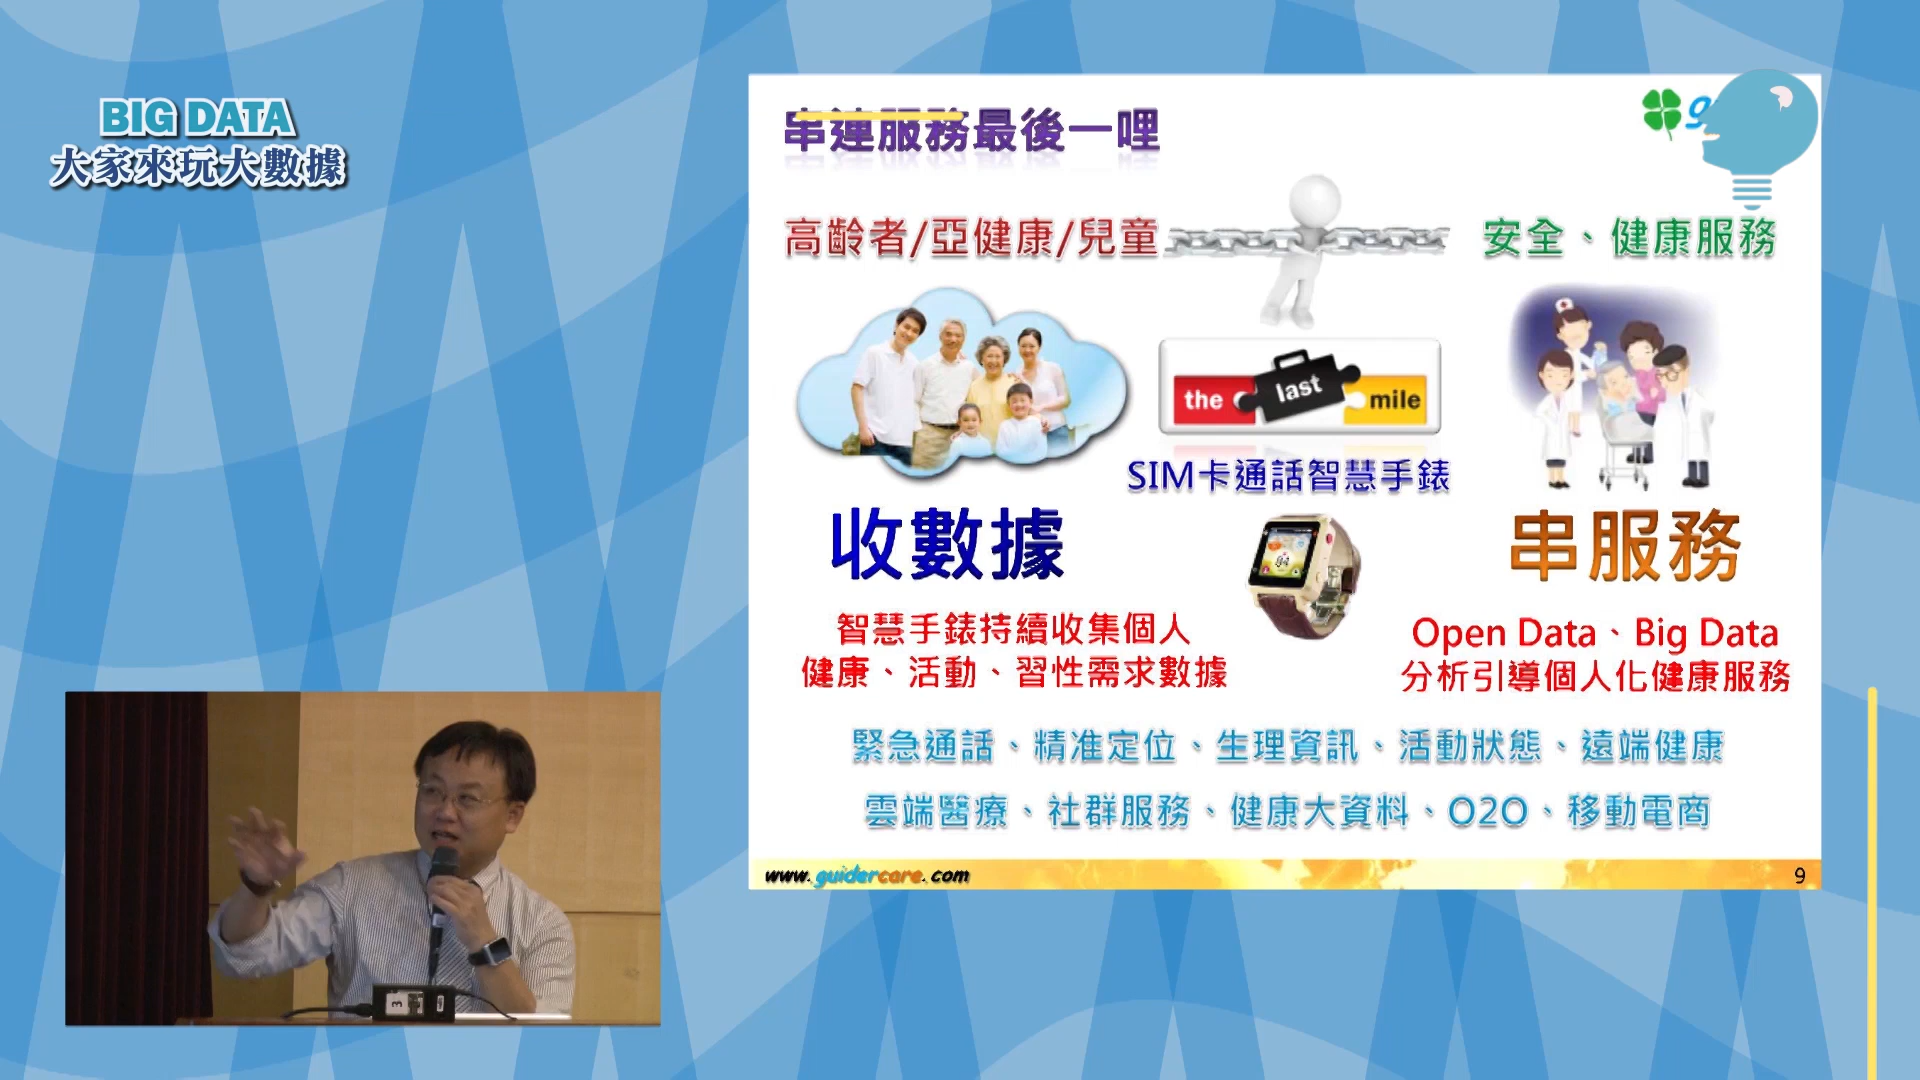 BIG DATA
大家來玩大數據
串連服務最後一哩
高齡者/亞健康/兒童
安全、健康服務
the last mile
SIM卡通話智慧手錶
收數據
串服務
智慧手錶持續收集個人
健康、活動、習性需求數據
Open Data、Big Data
分析引導個人化健康服務
緊急通話、精准定位、生理資訊、活動狀態、遠端健康
雲端醫療、社群服務、健康大資料、O2O、移動電商
www.guidercare.com
9
3